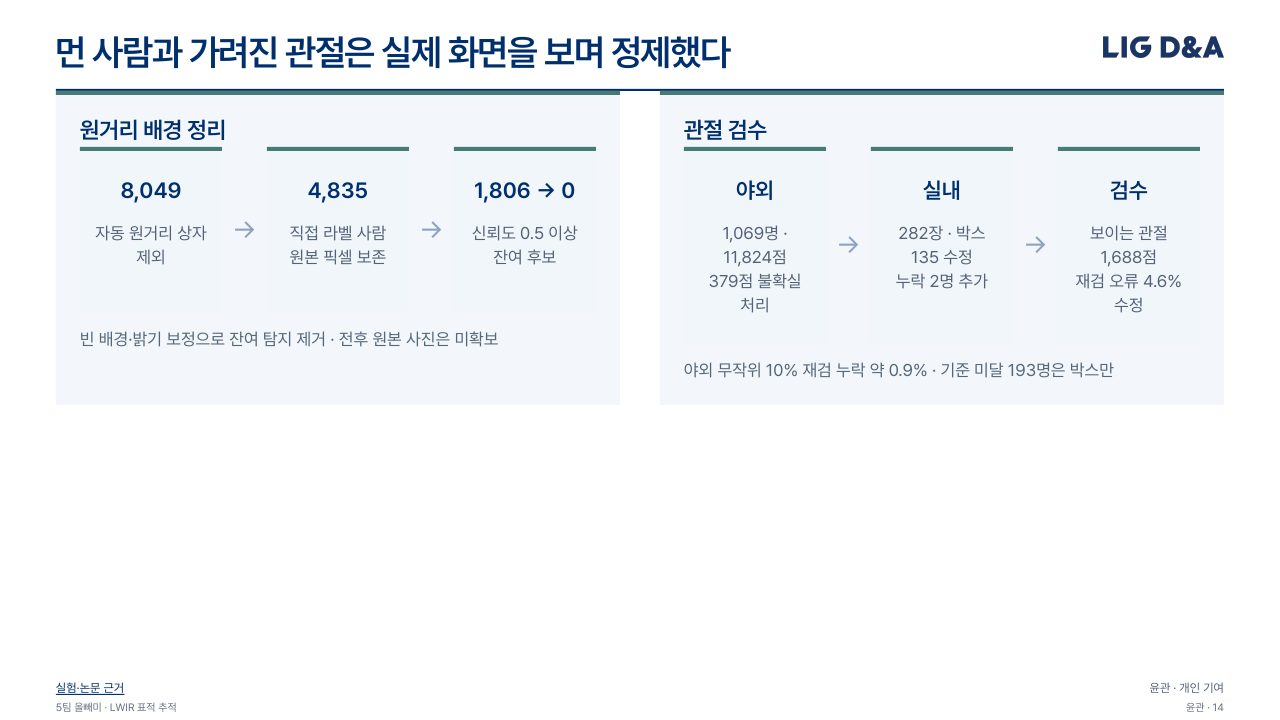 먼 사람과 가려진 관절은 실제 화면을 보며 정제했다
LIG D&A
원거리 배경 정리
8,049
자동 원거리 상자
제외
→
4,835
직접 라벨 사람
원본 픽셀 보존
→
1,806 → 0
신뢰도 0.5 이상
잔여 후보
빈 배경·밝기 보정으로 잔여 탐지 제거 · 전후 원본 사진은 미확보
관절 검수
야외
1,069명 ·
11,824점
379점 불확실
처리
→
실내
282장 · 박스
135 수정
누락 2명 추가
→
검수
보이는 관절
1,688점
재검 오류 4.6%
수정
야외 무작위 10% 재검 누락 약 0.9% · 기준 미달 193명은 박스만
실험·논문 근거
5팀 올빼미 · LWIR 표적 추적
윤관 · 개인 기여
윤관 · 14